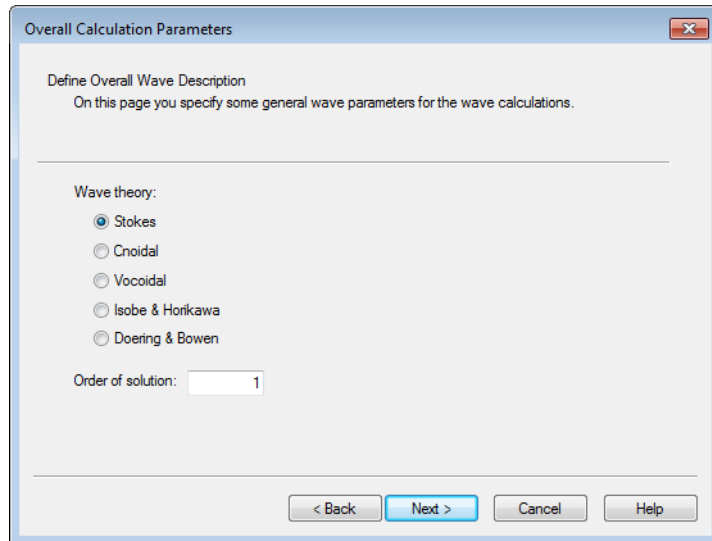 Overall Calculation Parameters
Define Overall Wave Description
On this page you specify some general wave parameters for the wave calculations.
Wave theory:
Stokes
Cnoidal
Vocoidal
Isobe & Horikawa
Doering & Bowen
Order of solution: 1
< Back Next > Cancel Help